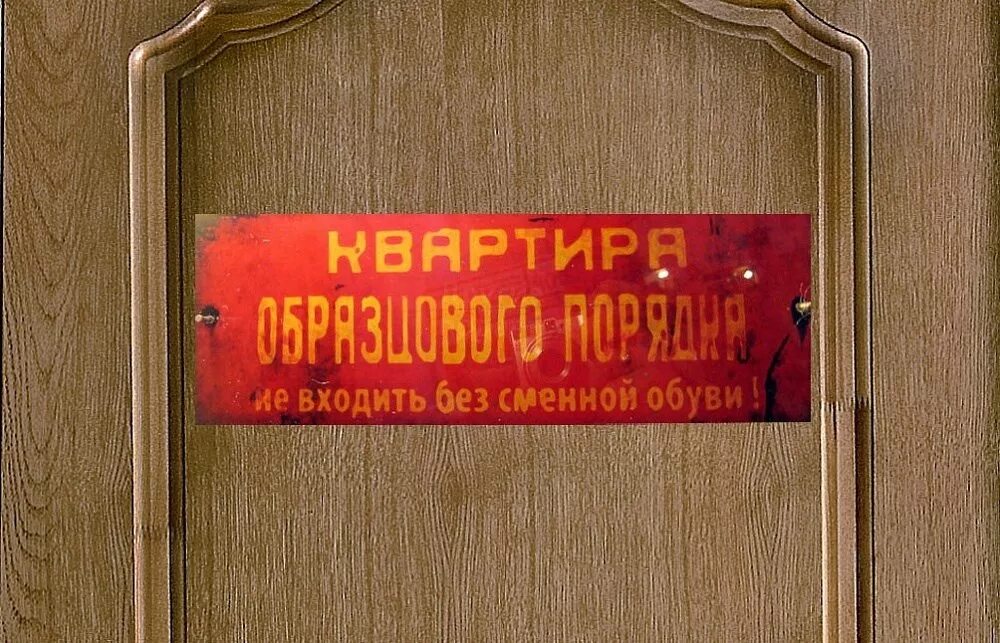 КВАРТИРА
ОБРАЗЦОВОГО ПОРЯДКА
не входить без сменной обуви!